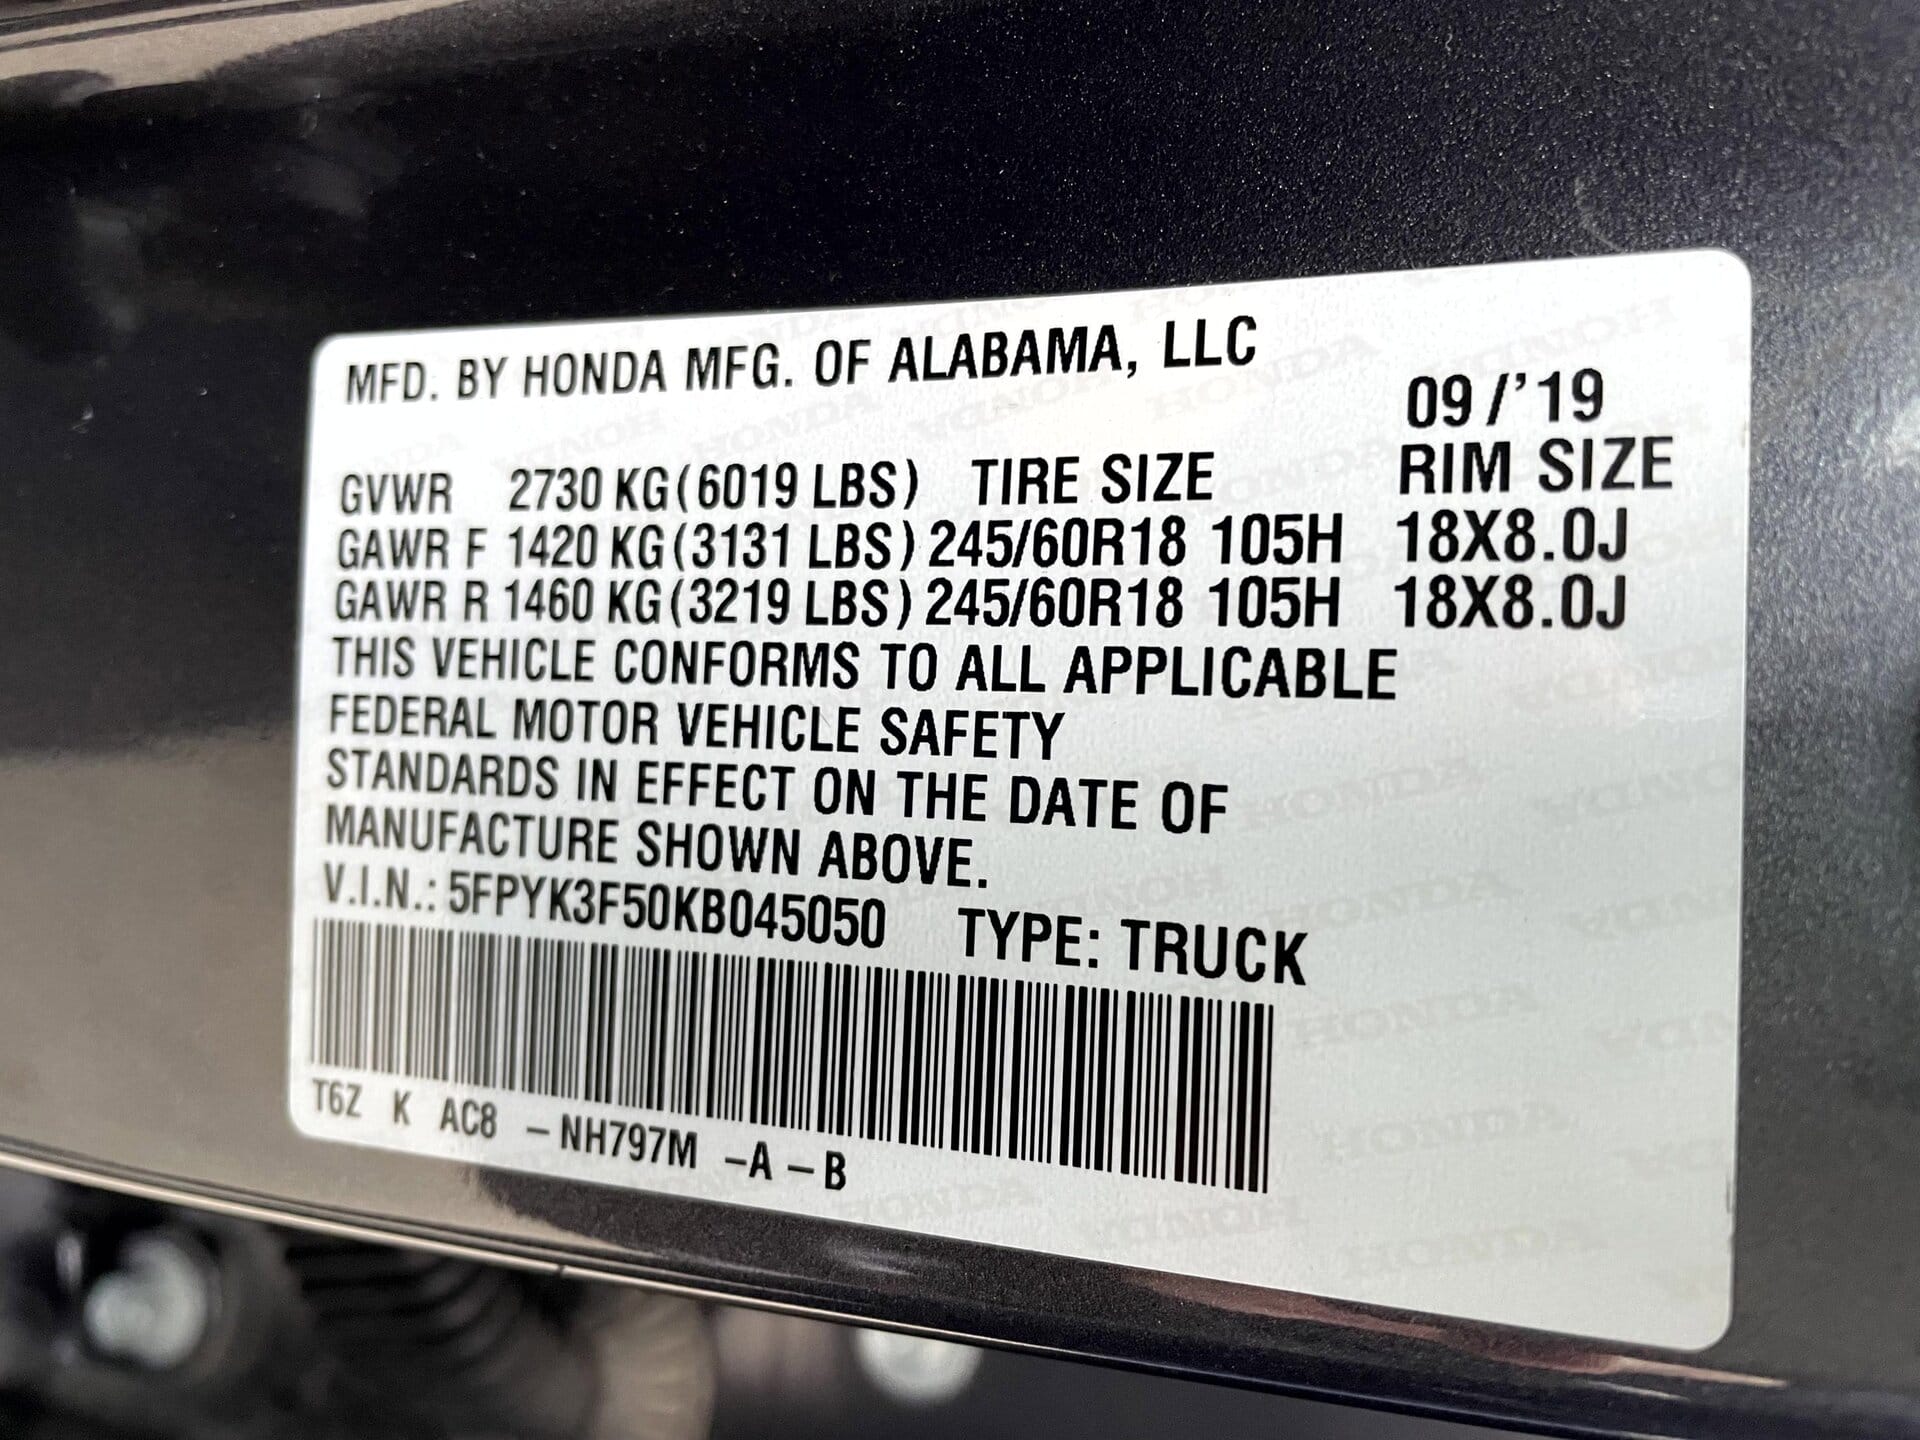 MFD. BY HONDA MFG. OF ALABAMA, LLC
09/'19
GVWR 2730 KG (6019 LBS) TIRE SIZE RIM SIZE
GAWR F 1420 KG (3131 LBS) 245/60R18 105H 18X8.0J
GAWR R 1460 KG (3219 LBS) 245/60R18 105H 18X8.0J
THIS VEHICLE CONFORMS TO ALL APPLICABLE
FEDERAL MOTOR VEHICLE SAFETY
STANDARDS IN EFFECT ON THE DATE OF
MANUFACTURE SHOWN ABOVE.
V.I.N.: 5FPYK3F50KB045050 TYPE: TRUCK
T6Z K AC8 –NH797M –A –B